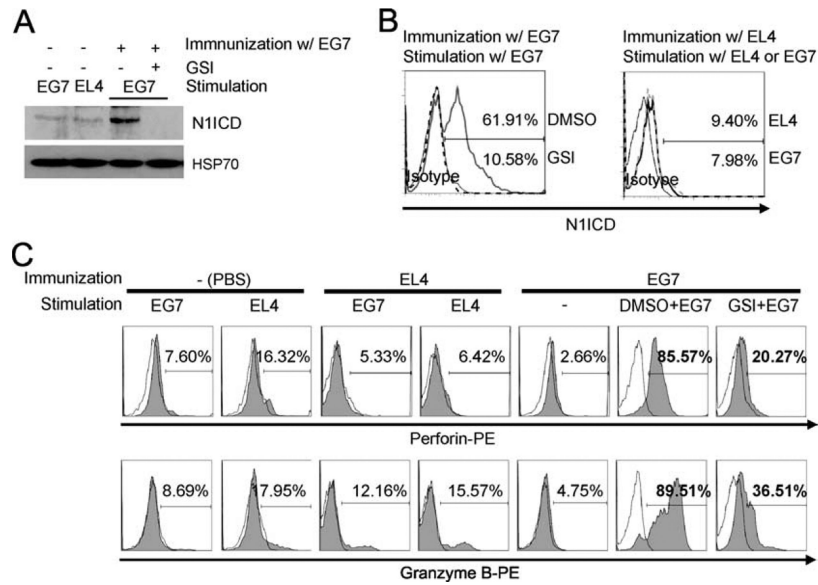 A
- - + + Immnunization w/ EG7
- - - + GSI
EG7 EL4 EG7 Stimulation
N1ICD
HSP70
B
Immunization w/ EG7
Stimulation w/ EG7
61.91% DMSO
10.58% GSI
Isotype
Immunization w/ EL4
Stimulation w/ EL4 or EG7
9.40% EL4
7.98% EG7
Isotype
N1ICD
C
Immunization - (PBS) EL4 EG7
Stimulation EG7 EL4 EG7 EL4 - DMSO+EG7 GSI+EG7
7.60% 16.32% 5.33% 6.42% 2.66% 85.57% 20.27%
Perforin-PE
8.69% 17.95% 12.16% 15.57% 4.75% 89.51% 36.51%
Granzyme B-PE